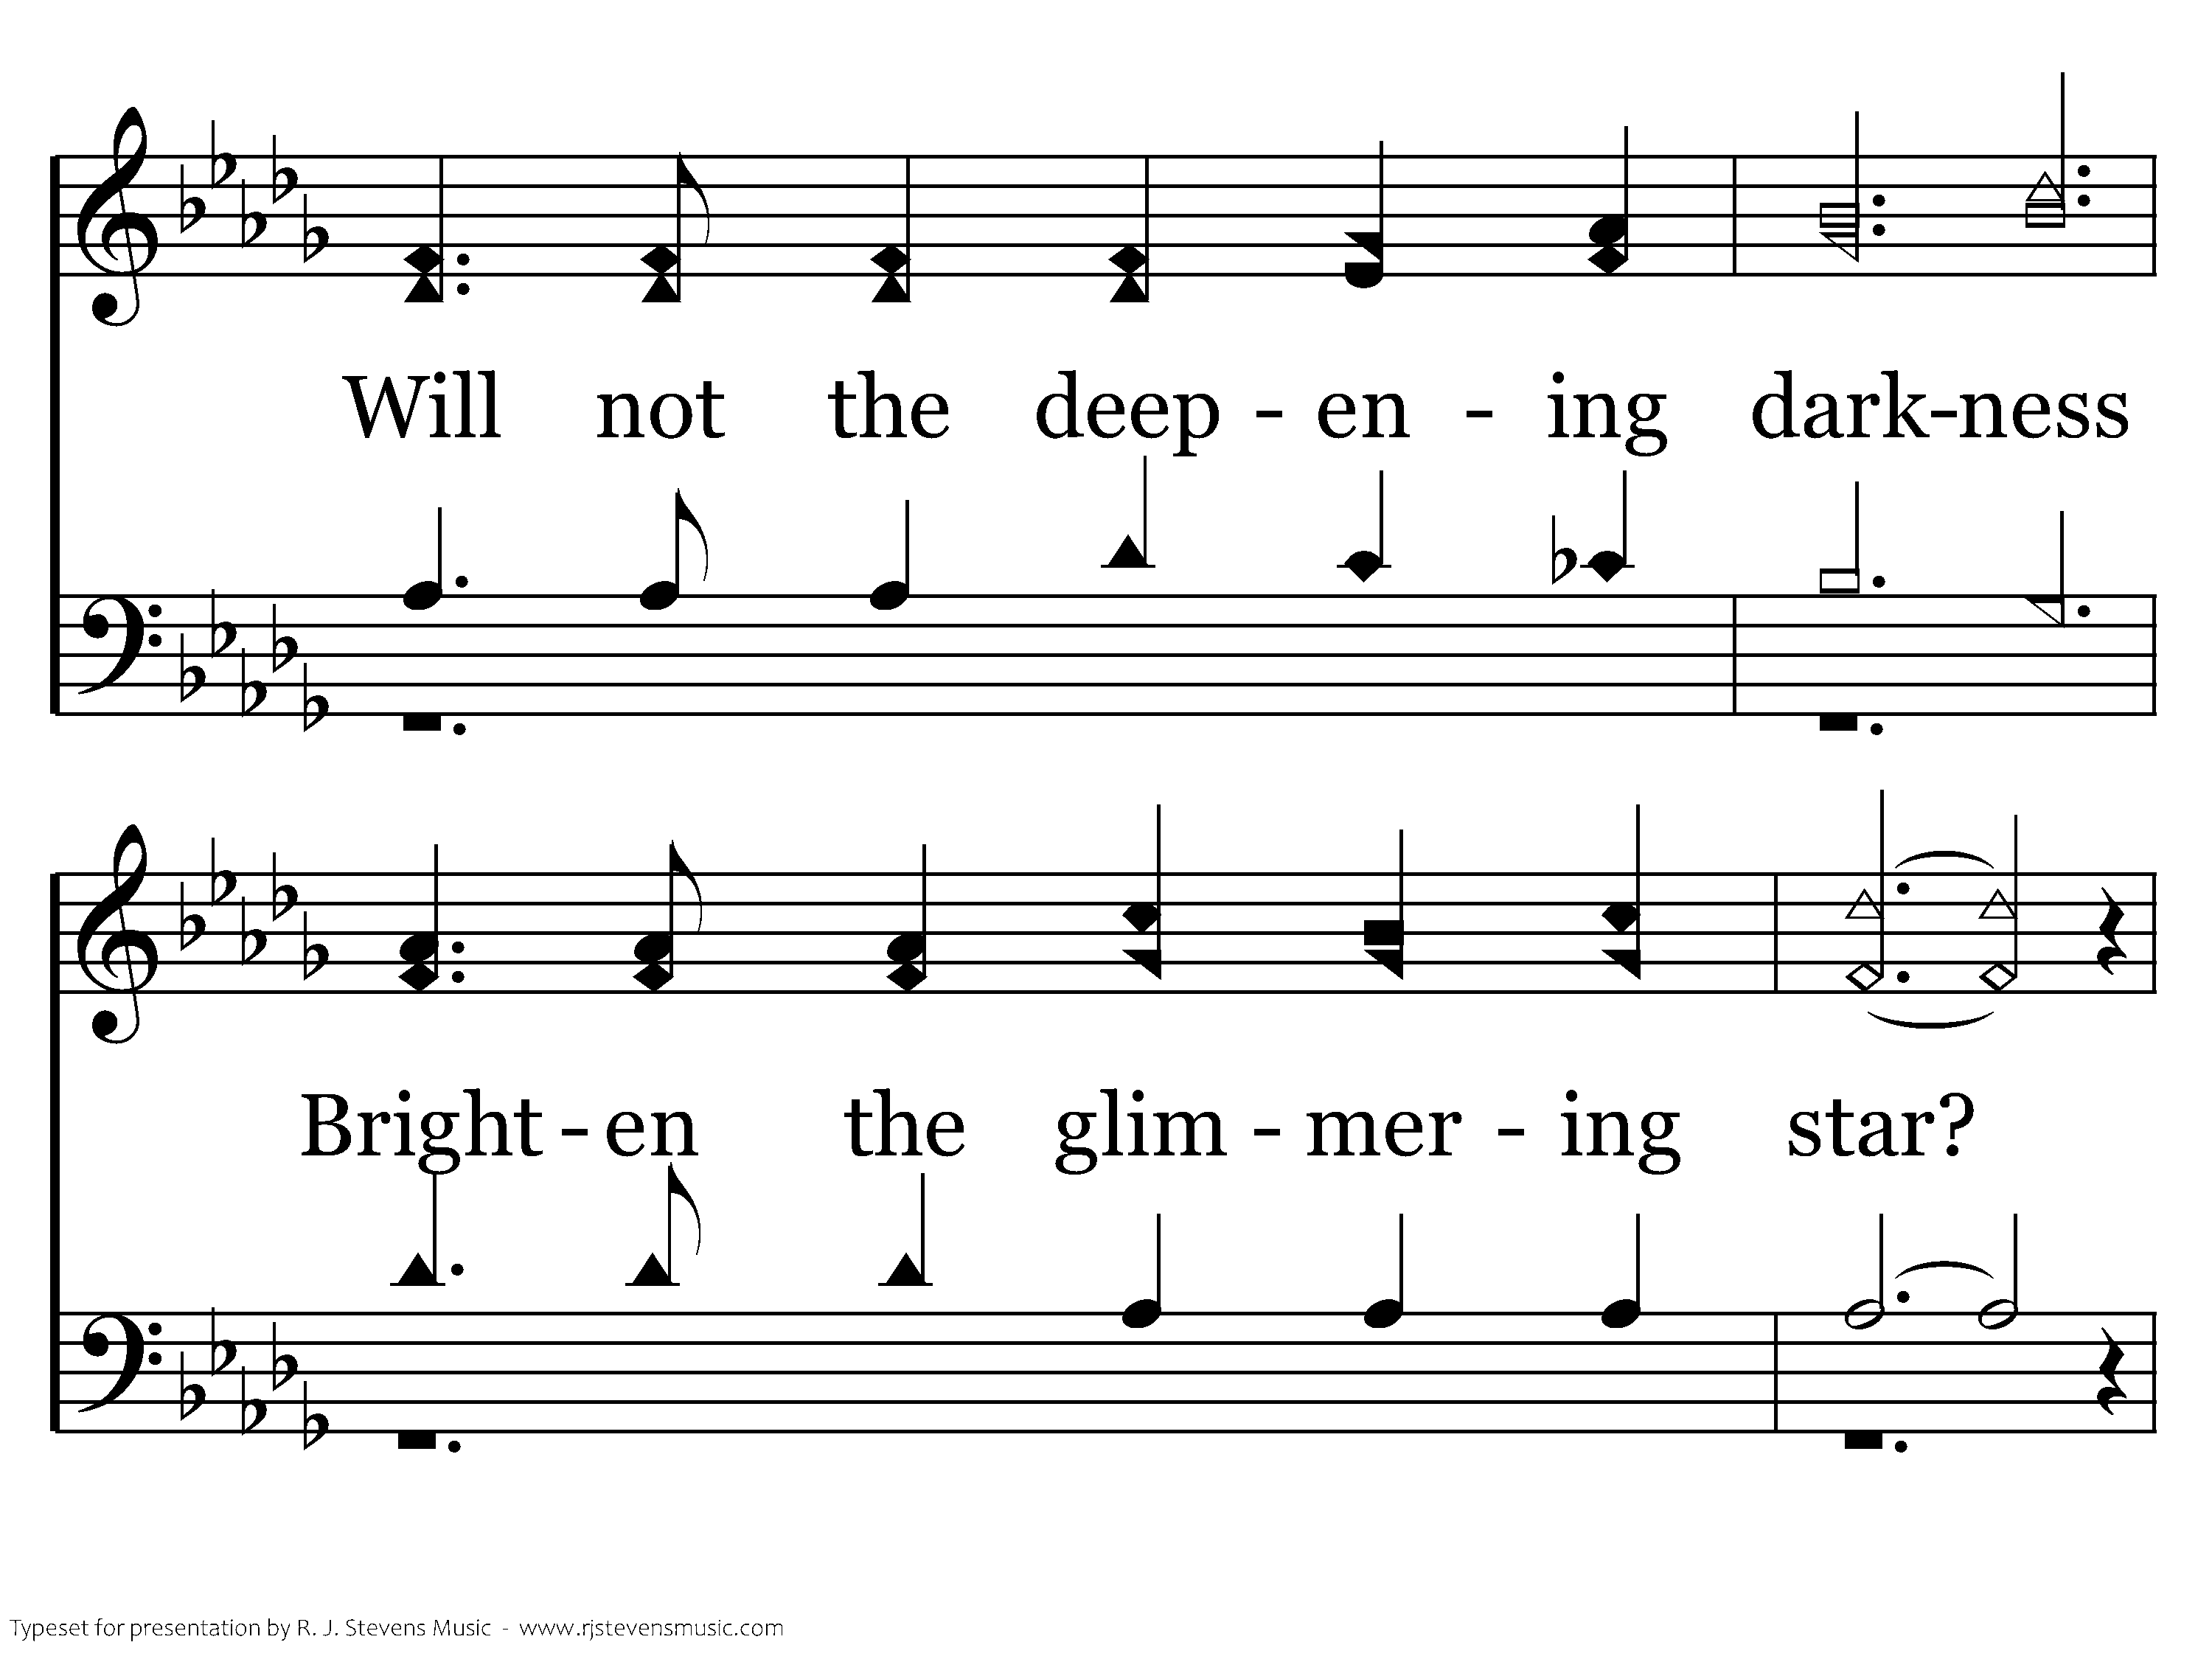 Will not the deep - en - ing dark-ness
Bright - en the glim - mer - ing star?
Typeset for presentation by R. J. Stevens Music - www.rjstevensmusic.com